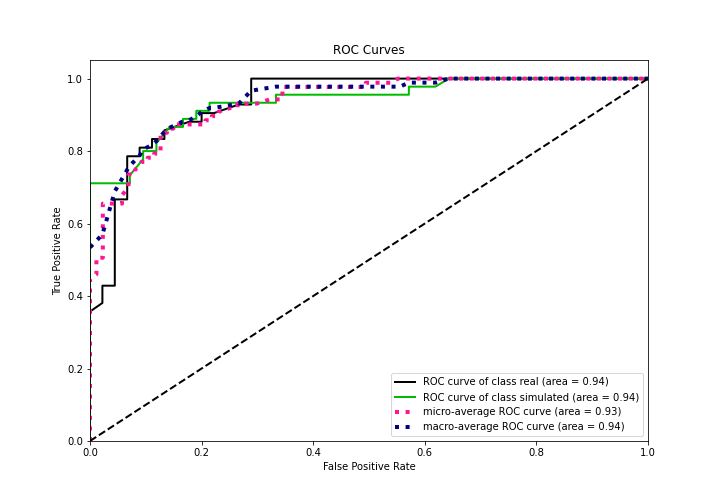 ROC Curves
True Positive Rate
1.0
0.8
0.6
0.4
0.2
0.0
0.0 0.2 0.4 0.6 0.8 1.0
False Positive Rate
ROC curve of class real (area = 0.94)
ROC curve of class simulated (area = 0.94)
micro-average ROC curve (area = 0.93)
macro-average ROC curve (area = 0.94)